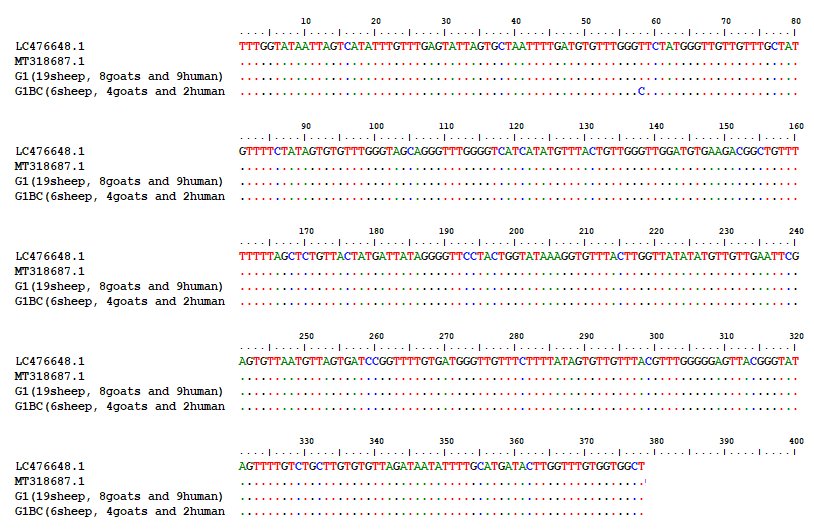 10 20 30 40 50 60 70 80
LC476648.1 TTTGGTATAATTAGTCATATTTGTTTGAGTATTAGTGCTAATTTTGATGTGTTTGGGTTCTATGGGTTGTTGTTTGCTAT
MT318687.1 ................................................................................
G1(19sheep, 8goats and 9human) ................................................................................
G1BC(6sheep, 4goats and 2human .........................................................C......................
90 100 110 120 130 140 150 160
LC476648.1 GTTTTCTATAGTGTGTTTGGGTAGCAGGGTTTGGGGTCATCATATGTTTACTGTTGGGTTGGATGTGAAGACGGCTGTTT
MT318687.1 ................................................................................
G1(19sheep, 8goats and 9human) ................................................................................
G1BC(6sheep, 4goats and 2human ................................................................................
170 180 190 200 210 220 230 240
LC476648.1 TTTTTAGCTCTGTTACTATGATTATAGGGGTTCCTACTGGTATAAAGGTGTTTACTTGGTTATATATGTTGTTGAATTCG
MT318687.1 ................................................................................
G1(19sheep, 8goats and 9human) ................................................................................
G1BC(6sheep, 4goats and 2human ................................................................................
250 260 270 280 290 300 310 320
LC476648.1 AGTGTTAATGTTAGTGATCCGGTTTTGTGATGGGTTGTTTCTTTTATAGTGTTGTTTACGTTTGGGGGAGTTACGGGTAT
MT318687.1 ................................................................................
G1(19sheep, 8goats and 9human) ................................................................................
G1BC(6sheep, 4goats and 2human ................................................................................
330 340 350 360 370 380 390 400
LC476648.1 AGTTTTGTCTGCTTGTGTGTTAGATAATATTTTGCATGATACTTGGTTTGTGGTGGCT
MT318687.1 ..........................................................
G1(19sheep, 8goats and 9human) ..........................................................
G1BC(6sheep, 4goats and 2human ..........................................................